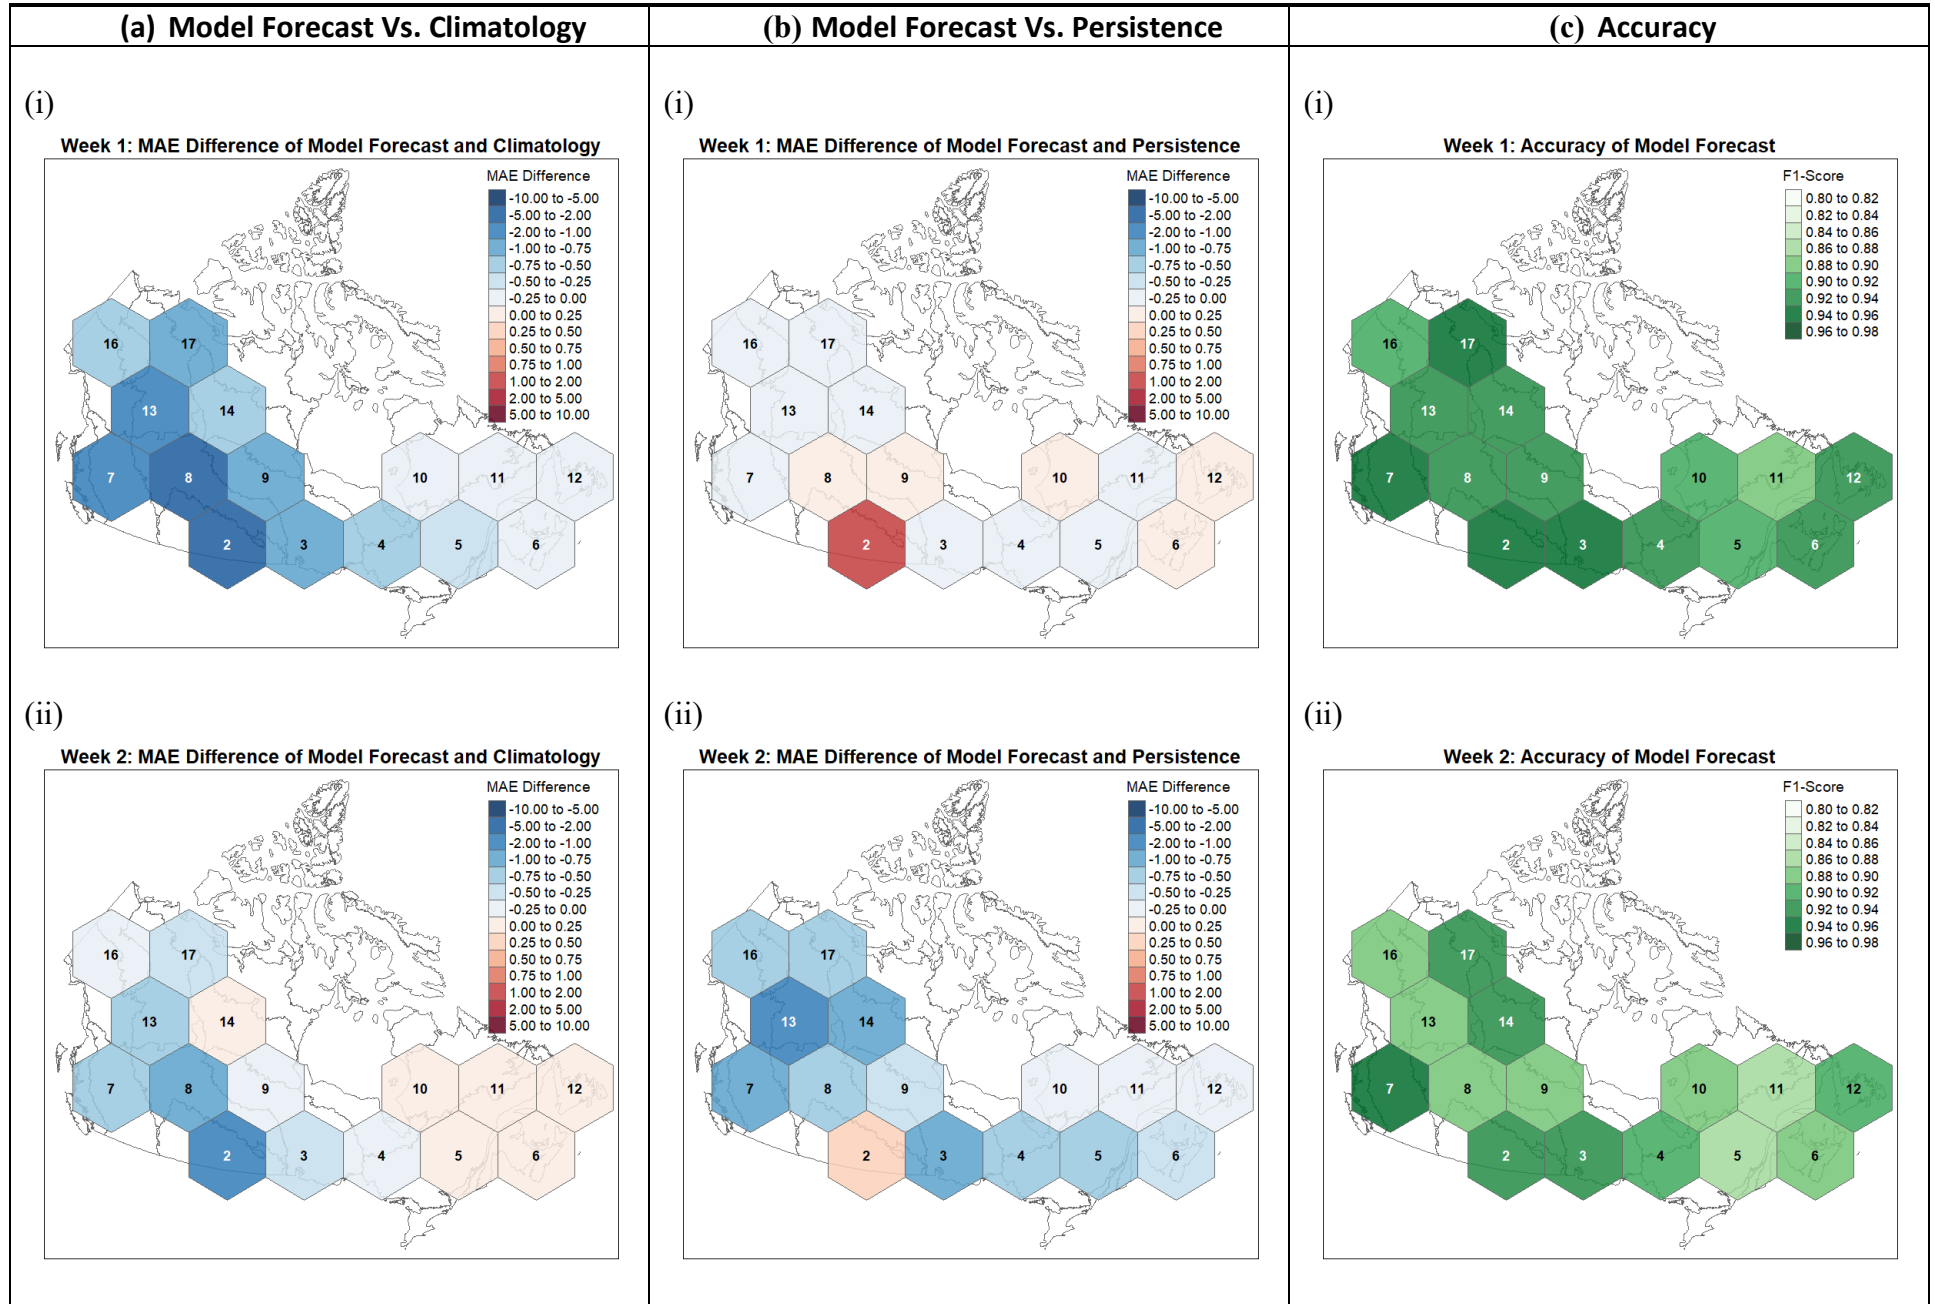 (a) Model Forecast Vs. Climatology
(b) Model Forecast Vs. Persistence
(c) Accuracy
(i)
Week 1: MAE Difference of Model Forecast and Climatology
MAE Difference
-10.00 to -5.00
-5.00 to -2.00
-2.00 to -1.00
-1.00 to -0.75
-0.75 to -0.50
-0.50 to -0.25
-0.25 to 0.00
0.00 to 0.25
0.25 to 0.50
0.50 to 0.75
0.75 to 1.00
1.00 to 2.00
2.00 to 5.00
5.00 to 10.00
16 17
13 14
7 8 9 10 11 12
2 3 4 5 6
(i)
Week 1: MAE Difference of Model Forecast and Persistence
MAE Difference
-10.00 to -5.00
-5.00 to -2.00
-2.00 to -1.00
-1.00 to -0.75
-0.75 to -0.50
-0.50 to -0.25
-0.25 to 0.00
0.00 to 0.25
0.25 to 0.50
0.50 to 0.75
0.75 to 1.00
1.00 to 2.00
2.00 to 5.00
5.00 to 10.00
16 17
13 14
7 8 9 10 11 12
2 3 4 5 6
(i)
Week 1: Accuracy of Model Forecast
F1-Score
0.80 to 0.82
0.82 to 0.84
0.84 to 0.86
0.86 to 0.88
0.88 to 0.90
0.90 to 0.92
0.92 to 0.94
0.94 to 0.96
0.96 to 0.98
16 17
13 14
7 8 9 10 11 12
2 3 4 5 6
(ii)
Week 2: MAE Difference of Model Forecast and Climatology
MAE Difference
-10.00 to -5.00
-5.00 to -2.00
-2.00 to -1.00
-1.00 to -0.75
-0.75 to -0.50
-0.50 to -0.25
-0.25 to 0.00
0.00 to 0.25
0.25 to 0.50
0.50 to 0.75
0.75 to 1.00
1.00 to 2.00
2.00 to 5.00
5.00 to 10.00
16 17
13 14
7 8 9 10 11 12
2 3 4 5 6
(ii)
Week 2: MAE Difference of Model Forecast and Persistence
MAE Difference
-10.00 to -5.00
-5.00 to -2.00
-2.00 to -1.00
-1.00 to -0.75
-0.75 to -0.50
-0.50 to -0.25
-0.25 to 0.00
0.00 to 0.25
0.25 to 0.50
0.50 to 0.75
0.75 to 1.00
1.00 to 2.00
2.00 to 5.00
5.00 to 10.00
16 17
13 14
7 8 9 10 11 12
2 3 4 5 6
(ii)
Week 2: Accuracy of Model Forecast
F1-Score
0.80 to 0.82
0.82 to 0.84
0.84 to 0.86
0.86 to 0.88
0.88 to 0.90
0.90 to 0.92
0.92 to 0.94
0.94 to 0.96
0.96 to 0.98
16 17
13 14
7 8 9 10 11 12
2 3 4 5 6